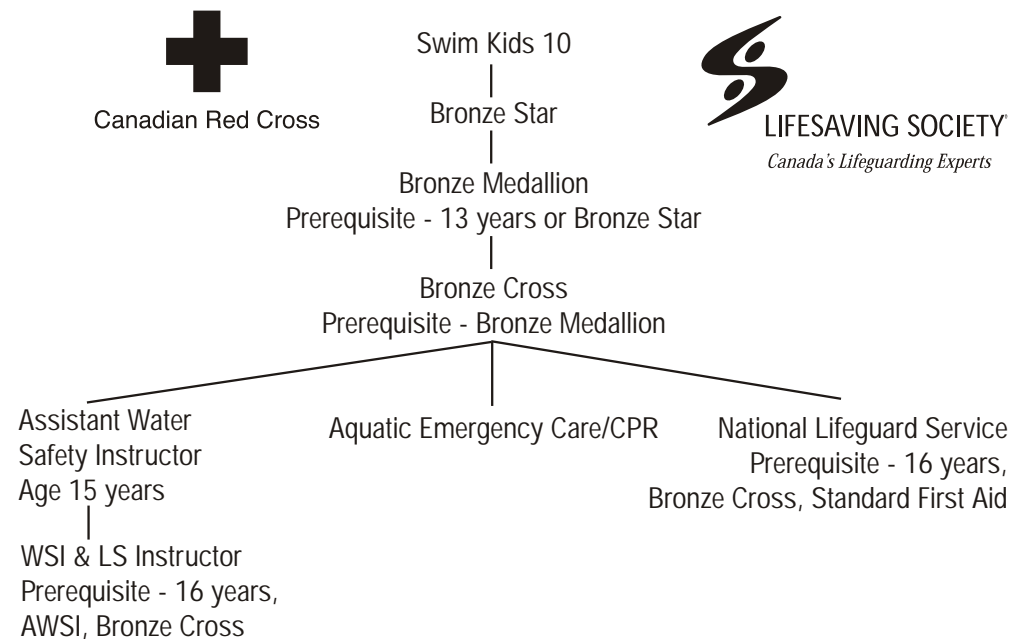 Canadian Red Cross
Swim Kids 10
LIFESAVING SOCIETY
Canada's Lifeguarding Experts
Bronze Star
Bronze Medallion
Prerequisite - 13 years or Bronze Star
Bronze Cross
Prerequisite - Bronze Medallion
Assistant Water
Safety Instructor
Age 15 years
Aquatic Emergency Care/CPR
National Lifeguard Service
Prerequisite - 16 years,
Bronze Cross, Standard First Aid
WSI & LS Instructor
Prerequisite - 16 years,
AWSI, Bronze Cross